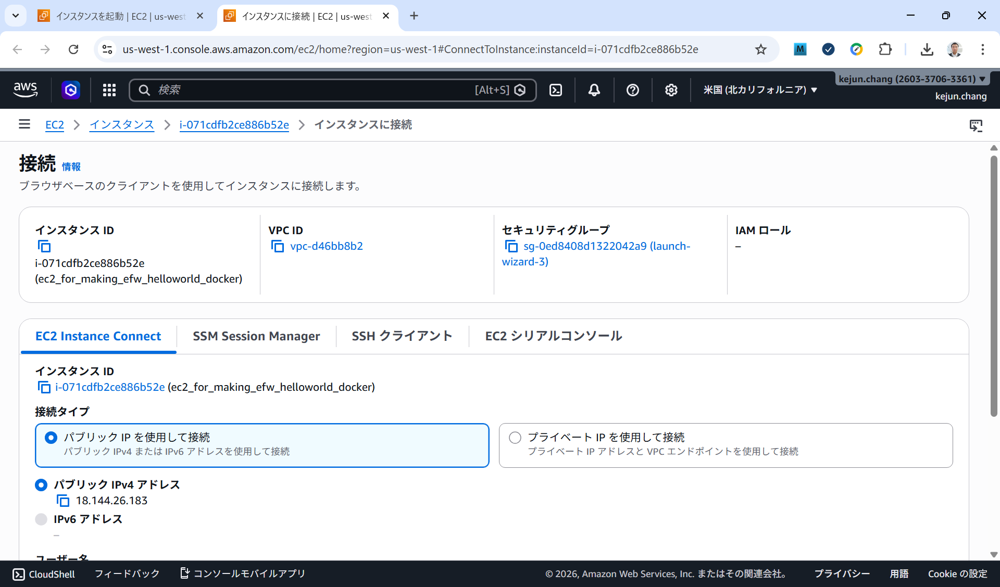 インスタンスを起動 | EC2 | us-west
インスタンスに接続 | EC2 | us-west
us-west-1.console.aws.amazon.com/ec2/home?region=us-west-1#ConnectToInstance:instanceId=i-071cdfb2ce886b52e
M
aws
検索
[Alt+S]
米国 (北カリフォルニア) ▼
kejun.chang (2603-3706-3361) ▼
kejun.chang
EC2 > インスタンス > i-071cdfb2ce886b52e > インスタンスに接続
接続 情報
ブラウザベースのクライアントを使用してインスタンスに接続します。
インスタンス ID
i-071cdfb2ce886b52e
(ec2_for_making_efw_helloworld_docker)
VPC ID
vpc-d46bb8b2
セキュリティグループ
sg-0ed8408d1322042a9 (launch-
wizard-3)
IAM ロール
–
EC2 Instance Connect
SSM Session Manager
SSH クライアント
EC2 シリアルコンソール
インスタンス ID
i-071cdfb2ce886b52e (ec2_for_making_efw_helloworld_docker)
接続タイプ
パブリック IP を使用して接続
パブリック IPv4 または IPv6 アドレスを使用して接続
プライベート IP を使用して接続
プライベート IP アドレスと VPC エンドポイントを使用して接続
パブリック IPv4 アドレス
18.144.26.183
IPv6 アドレス
–
ユーザー名
CloudShell
フィードバック
コンソールモバイルアプリ
© 2026, Amazon Web Services, Inc. またはその関連会社。
プライバシー
用語
Cookie の設定